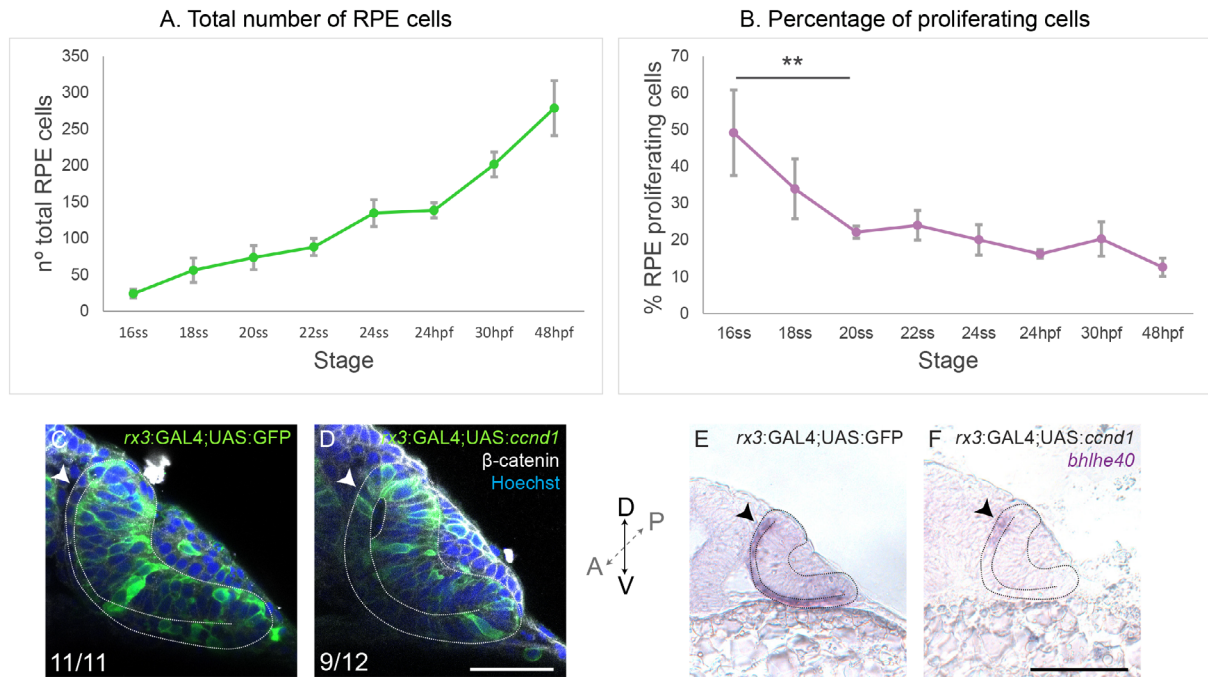 A. Total number of RPE cells
350
300
250
200
150
100
50
0
nº total RPE cells
16ss 18ss 20ss 22ss 24ss 24hpf 30hpf 48hpf
Stage
B. Percentage of proliferating cells
**
70
60
50
40
30
20
10
0
% RPE proliferating cells
16ss 18ss 20ss 22ss 24ss 24hpf 30hpf 48hpf
Stage
C rx3:GAL4;UAS:GFP
11/11
D rx3:GAL4;UAS:ccnd1
β-catenin
Hoechst
9/12
D
P
A
V
E rx3:GAL4;UAS:GFP
F rx3:GAL4;UAS:ccnd1
bhlhe40